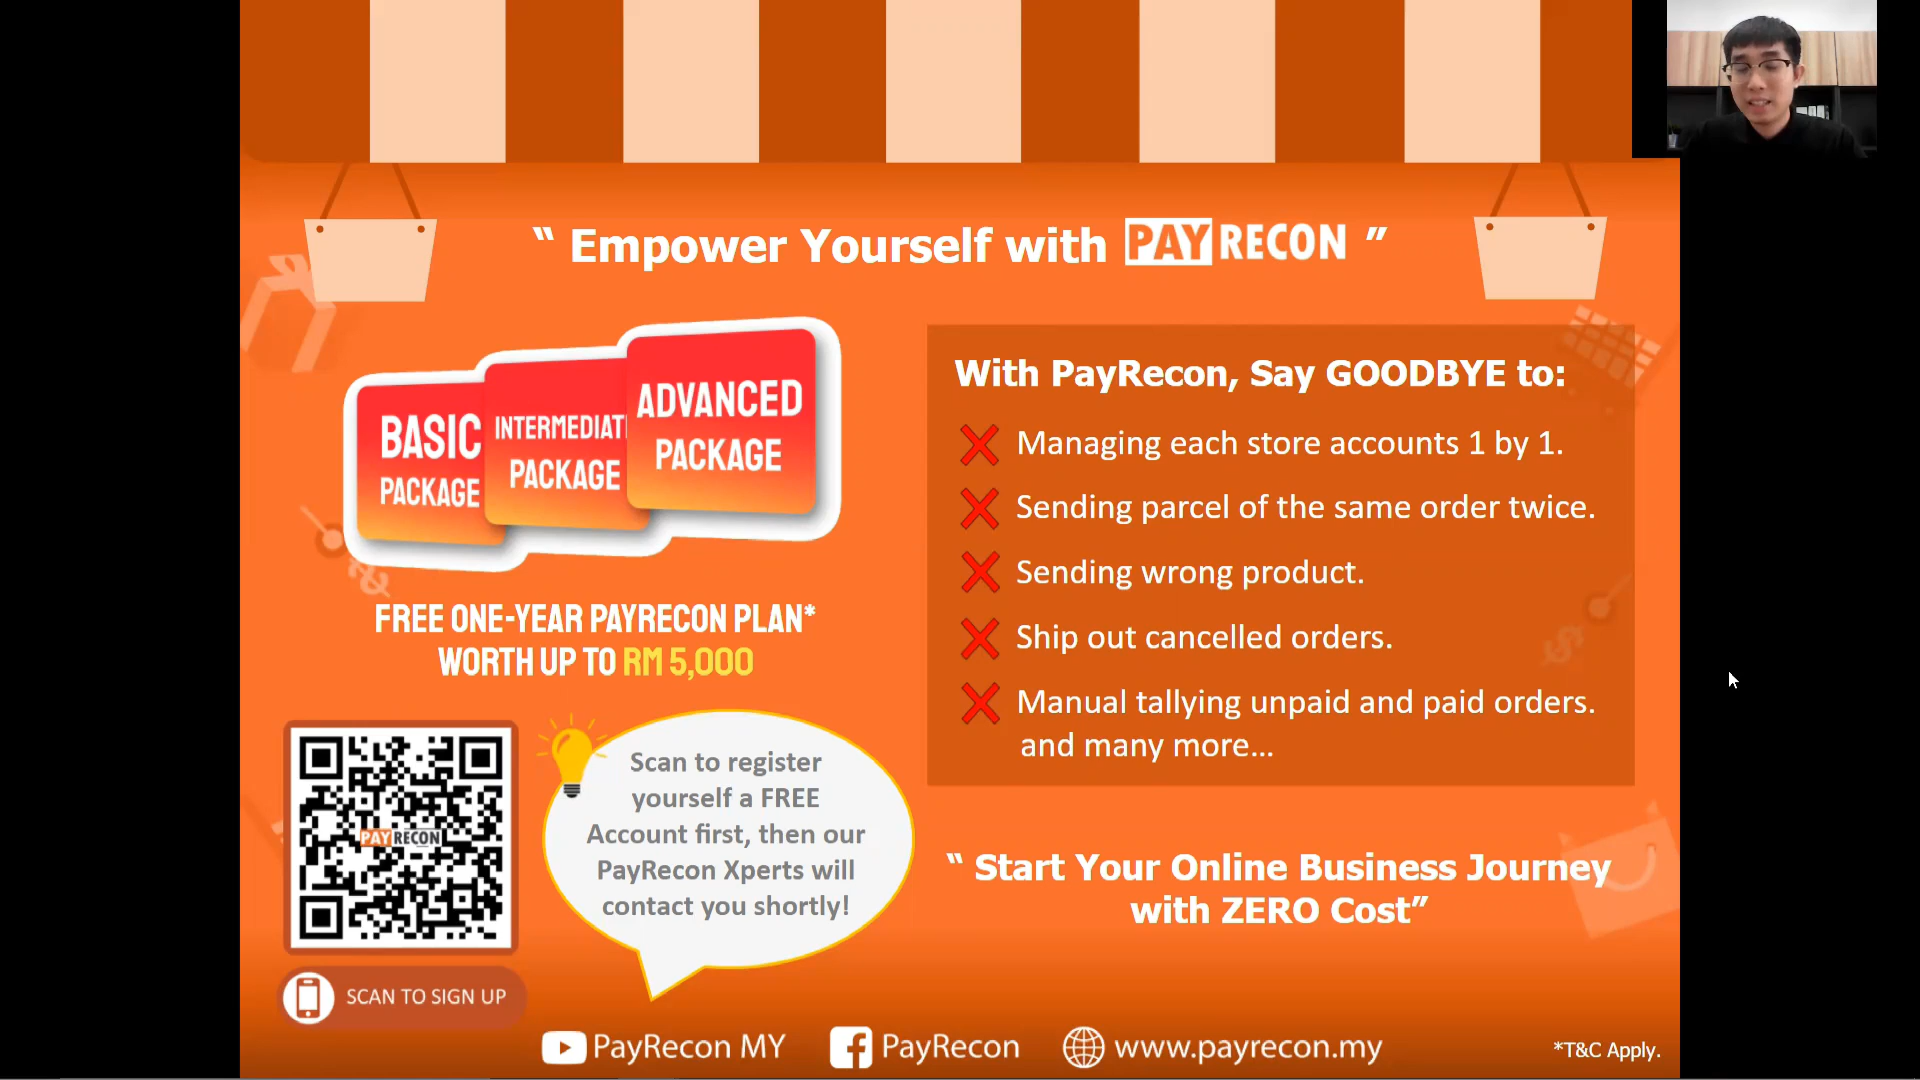 “ Empower Yourself with PAYRECON ”
BASIC
PACKAGE
INTERMEDIAT
PACKAGE
ADVANCED
PACKAGE
FREE ONE-YEAR PAYRECON PLAN*
WORTH UP TO RM 5,000
With PayRecon, Say GOODBYE to:
Managing each store accounts 1 by 1.
Sending parcel of the same order twice.
Sending wrong product.
Ship out cancelled orders.
Manual tallying unpaid and paid orders.
and many more...
PAYRECON
SCAN TO SIGN UP
Scan to register
yourself a FREE
Account first, then our
PayRecon Xperts will
contact you shortly!
“ Start Your Online Business Journey
with ZERO Cost”
PayRecon MY
PayRecon
www.payrecon.my
*T&C Apply.